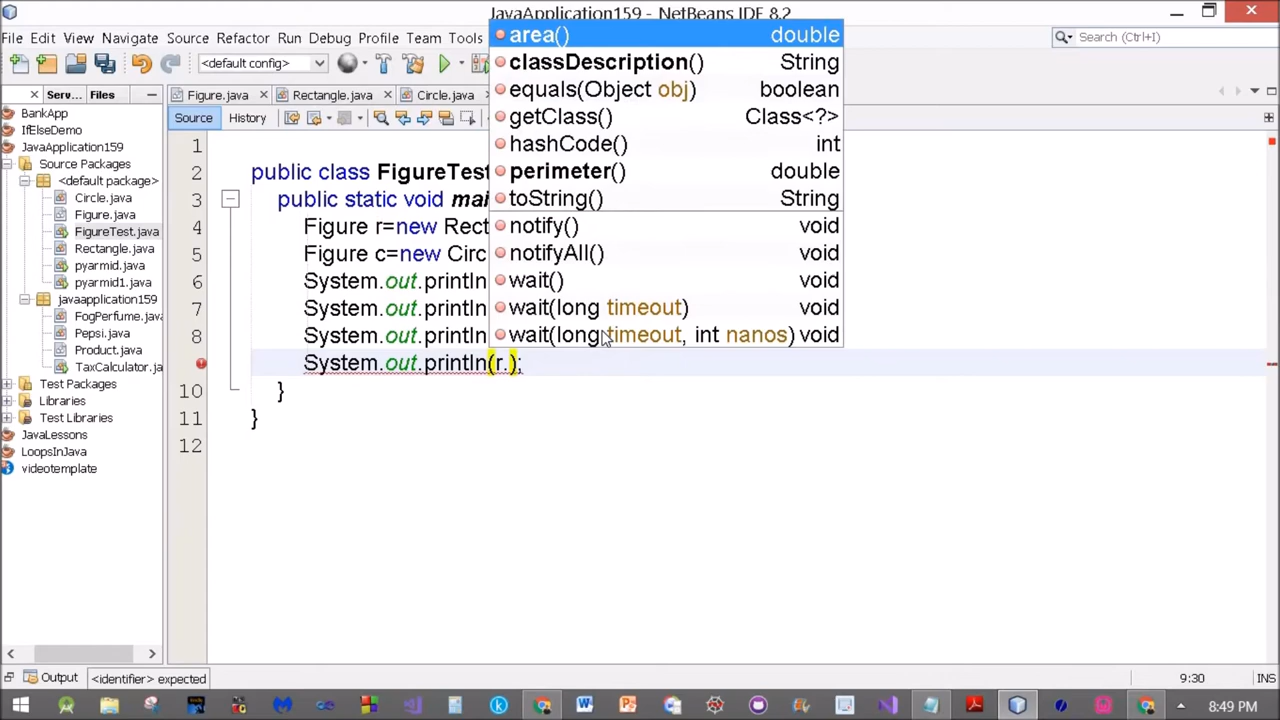 JavaApplication159 - NetBeans IDE 8.2
File Edit View Navigate Source Refactor Run Debug Profile Team Tools
Search (Ctrl+I)
<default config>
Serv... Files
Figure.java Rectangle.java Circle.java
Source History
BankApp
IfElseDemo
JavaApplication159
Source Packages
<default package>
Circle.java
Figure.java
FigureTest.java
Rectangle.java
pyarmid.java
pyarmid1.java
javaapplication159
FogPerfume.java
Pepsi.java
Product.java
TaxCalculator.ja
Test Packages
Libraries
Test Libraries
JavaLessons
LoopsInJava
videotemplate
1
2 public class FigureTest
3 public static void mai
4 Figure r=new Rect
5 Figure c=new Circ
6 System.out.println
7 System.out.println
8 System.out.println
System.out.println(r.);
10 }
11 }
12
area() double
classDescription() String
equals(Object obj) boolean
getClass() Class<?>
hashCode() int
perimeter() double
toString() String
notify() void
notifyAll() void
wait() void
wait(long timeout) void
wait(long timeout, int nanos) void
Output <identifier> expected
9:30 INS
8:49 PM